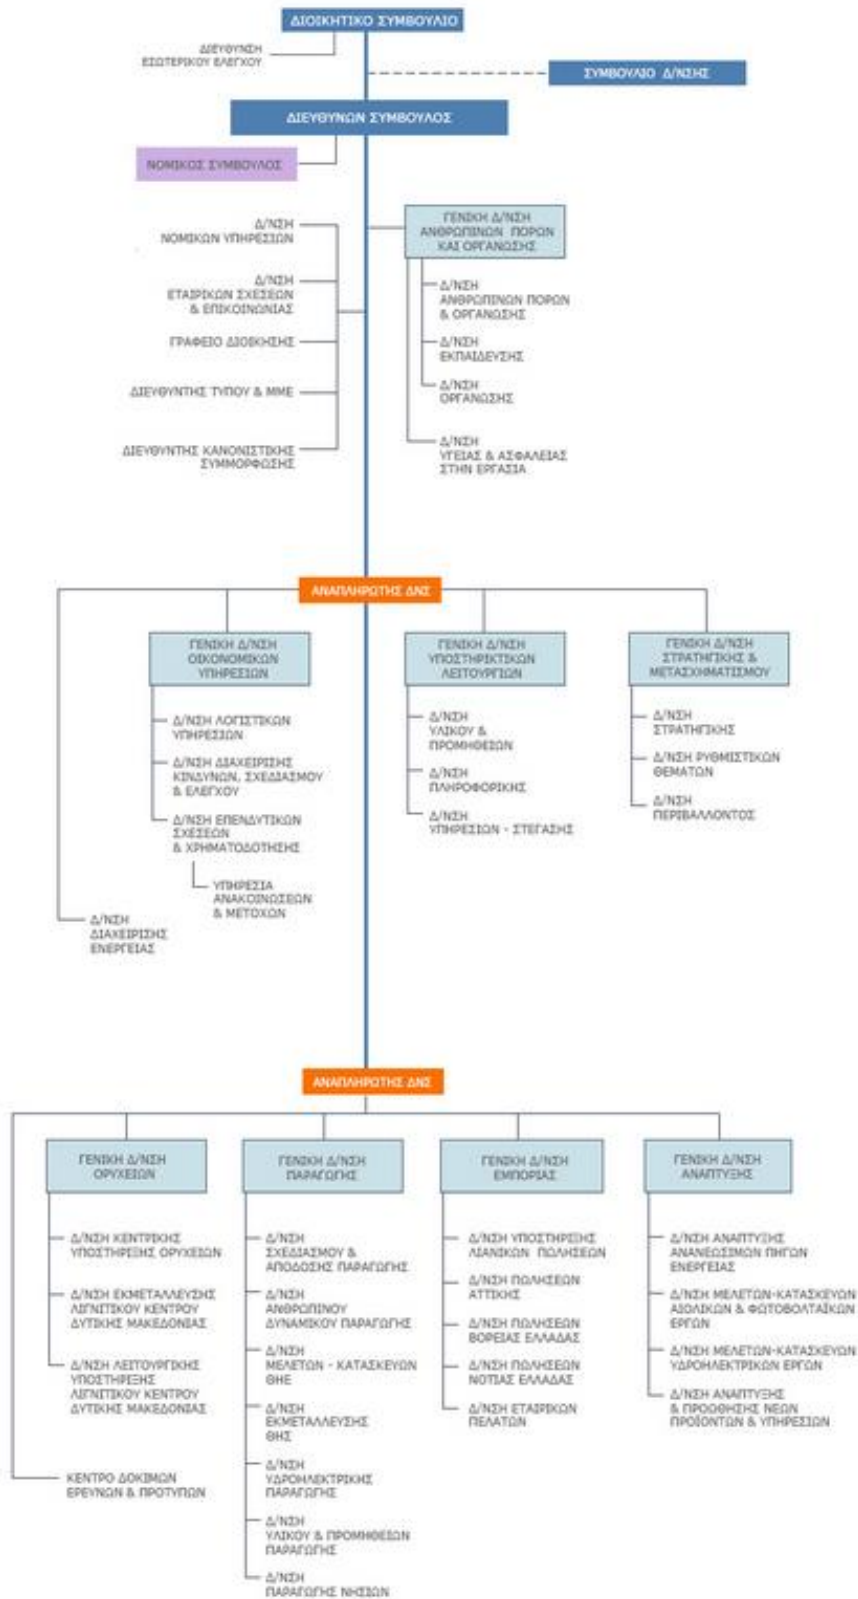 ΔΙΟΙΚΗΤΙΚΟ ΣΥΜΒΟΥΛΙΟ
ΔΙΕΥΘΥΝΣΗ
ΕΣΩΤΕΡΙΚΟΥ ΕΛΕΓΧΟΥ
ΣΥΜΒΟΥΛΙΟ Δ/ΝΣΗΣ
ΔΙΕΥΘΥΝΩΝ ΣΥΜΒΟΥΛΟΣ
ΝΟΜΙΚΟΣ ΣΥΜΒΟΥΛΟΣ
Δ/ΝΣΗ
ΝΟΜΙΚΩΝ ΥΠΗΡΕΣΙΩΝ
Δ/ΝΣΗ
ΕΤΑΙΡΙΚΩΝ ΣΧΕΣΕΩΝ
& ΕΠΙΚΟΙΝΩΝΙΑΣ
ΓΡΑΦΕΙΟ ΔΙΟΙΚΗΣΗΣ
ΔΙΕΥΘΥΝΤΗΣ ΤΥΠΟΥ & ΜΜΕ
ΔΙΕΥΘΥΝΤΗΣ ΚΑΝΟΝΙΣΤΙΚΗΣ
ΣΥΜΜΟΡΦΩΣΗΣ
ΓΕΝΙΚΗ Δ/ΝΣΗ
ΑΝΘΡΩΠΙΝΩΝ ΠΟΡΩΝ
ΚΑΙ ΟΡΓΑΝΩΣΗΣ
Δ/ΝΣΗ
ΑΝΘΡΩΠΙΝΩΝ ΠΟΡΩΝ
& ΟΡΓΑΝΩΣΗΣ
Δ/ΝΣΗ
ΕΚΠΑΙΔΕΥΣΗΣ
Δ/ΝΣΗ
ΟΡΓΑΝΩΣΗΣ
Δ/ΝΣΗ
ΥΓΕΙΑΣ & ΑΣΦΑΛΕΙΑΣ
ΣΤΗΝ ΕΡΓΑΣΙΑ
ΑΝΑΠΛΗΡΩΤΗΣ ΔΝΣ
ΓΕΝΙΚΗ Δ/ΝΣΗ
ΟΙΚΟΝΟΜΙΚΩΝ
ΥΠΗΡΕΣΙΩΝ
Δ/ΝΣΗ ΛΟΓΙΣΤΙΚΩΝ
ΥΠΗΡΕΣΙΩΝ
Δ/ΝΣΗ ΔΙΑΧΕΙΡΙΣΗΣ
ΚΙΝΔΥΝΩΝ, ΣΧΕΔΙΑΣΜΟΥ
& ΕΛΕΓΧΟΥ
Δ/ΝΣΗ ΕΠΕΝΔΥΤΙΚΩΝ
ΣΧΕΣΕΩΝ
& ΧΡΗΜΑΤΟΔΟΤΗΣΗΣ
ΥΠΗΡΕΣΙΑ
ΑΝΑΚΟΙΝΩΣΕΩΝ
& ΜΕΤΟΧΩΝ
Δ/ΝΣΗ
ΔΙΑΧΕΙΡΙΣΗΣ
ΕΝΕΡΓΕΙΑΣ
ΓΕΝΙΚΗ Δ/ΝΣΗ
ΥΠΟΣΤΗΡΙΚΤΙΚΩΝ
ΛΕΙΤΟΥΡΓΙΩΝ
Δ/ΝΣΗ
ΥΛΙΚΟΥ &
ΠΡΟΜΗΘΕΙΩΝ
Δ/ΝΣΗ
ΠΛΗΡΟΦΟΡΙΚΗΣ
Δ/ΝΣΗ
ΥΠΗΡΕΣΙΩΝ - ΣΤΕΓΑΣΗΣ
ΓΕΝΙΚΗ Δ/ΝΣΗ
ΣΤΡΑΤΗΓΙΚΗΣ &
ΜΕΤΑΣΧΗΜΑΤΙΣΜΟΥ
Δ/ΝΣΗ
ΣΤΡΑΤΗΓΙΚΗΣ
Δ/ΝΣΗ ΡΥΘΜΙΣΤΙΚΩΝ
ΘΕΜΑΤΩΝ
Δ/ΝΣΗ
ΠΕΡΙΒΑΛΛΟΝΤΟΣ
ΑΝΑΠΛΗΡΩΤΗΣ ΔΝΣ
ΓΕΝΙΚΗ Δ/ΝΣΗ
ΟΡΥΧΕΙΩΝ
Δ/ΝΣΗ ΚΕΝΤΡΙΚΗΣ
ΥΠΟΣΤΗΡΙΞΗΣ ΟΡΥΧΕΙΩΝ
Δ/ΝΣΗ ΕΚΜΕΤΑΛΛΕΥΣΗΣ
ΛΙΓΝΙΤΙΚΟΥ ΚΕΝΤΡΟΥ
ΔΥΤΙΚΗΣ ΜΑΚΕΔΟΝΙΑΣ
Δ/ΝΣΗ ΛΕΙΤΟΥΡΓΙΚΗΣ
ΥΠΟΣΤΗΡΙΞΗΣ
ΛΙΓΝΙΤΙΚΟΥ ΚΕΝΤΡΟΥ
ΔΥΤΙΚΗΣ ΜΑΚΕΔΟΝΙΑΣ
ΚΕΝΤΡΟ ΔΟΚΙΜΩΝ
ΕΡΕΥΝΩΝ & ΠΡΟΤΥΠΩΝ
ΓΕΝΙΚΗ Δ/ΝΣΗ
ΠΑΡΑΓΩΓΗΣ
Δ/ΝΣΗ
ΣΧΕΔΙΑΣΜΟΥ &
ΑΠΟΔΟΣΗΣ ΠΑΡΑΓΩΓΗΣ
Δ/ΝΣΗ
ΑΝΘΡΩΠΙΝΟΥ
ΔΥΝΑΜΙΚΟΥ ΠΑΡΑΓΩΓΗΣ
Δ/ΝΣΗ
ΜΕΛΕΤΩΝ - ΚΑΤΑΣΚΕΥΩΝ
ΘΗΕ
Δ/ΝΣΗ
ΕΚΜΕΤΑΛΛΕΥΣΗΣ
ΘΗΣ
Δ/ΝΣΗ
ΥΔΡΟΗΛΕΚΤΡΙΚΗΣ
ΠΑΡΑΓΩΓΗΣ
Δ/ΝΣΗ
ΥΛΙΚΟΥ & ΠΡΟΜΗΘΕΙΩΝ
ΠΑΡΑΓΩΓΗΣ
Δ/ΝΣΗ
ΠΑΡΑΓΩΓΗΣ ΝΗΣΙΩΝ
ΓΕΝΙΚΗ Δ/ΝΣΗ
ΕΜΠΟΡΙΑΣ
Δ/ΝΣΗ ΥΠΟΣΤΗΡΙΞΗΣ
ΛΙΑΝΙΚΩΝ ΠΩΛΗΣΕΩΝ
Δ/ΝΣΗ ΠΩΛΗΣΕΩΝ
ΑΤΤΙΚΗΣ
Δ/ΝΣΗ ΠΩΛΗΣΕΩΝ
ΒΟΡΕΙΑΣ ΕΛΛΑΔΑΣ
Δ/ΝΣΗ ΠΩΛΗΣΕΩΝ
ΝΟΤΙΑΣ ΕΛΛΑΔΑΣ
Δ/ΝΣΗ ΕΤΑΙΡΙΚΩΝ
ΠΕΛΑΤΩΝ
ΓΕΝΙΚΗ Δ/ΝΣΗ
ΑΝΑΠΤΥΞΗΣ
Δ/ΝΣΗ ΑΝΑΠΤΥΞΗΣ
ΑΝΑΝΕΩΣΙΜΩΝ ΠΗΓΩΝ
ΕΝΕΡΓΕΙΑΣ
Δ/ΝΣΗ ΜΕΛΕΤΩΝ-ΚΑΤΑΣΚΕΥΩΝ
ΑΙΟΛΙΚΩΝ & ΦΩΤΟΒΟΛΤΑΪΚΩΝ
ΕΡΓΩΝ
Δ/ΝΣΗ ΜΕΛΕΤΩΝ-ΚΑΤΑΣΚΕΥΩΝ
ΥΔΡΟΗΛΕΚΤΡΙΚΩΝ ΕΡΓΩΝ
Δ/ΝΣΗ ΑΝΑΠΤΥΞΗΣ
& ΠΡΟΩΘΗΣΗΣ ΝΕΩΝ
ΠΡΟΪΟΝΤΩΝ & ΥΠΗΡΕΣΙΩΝ